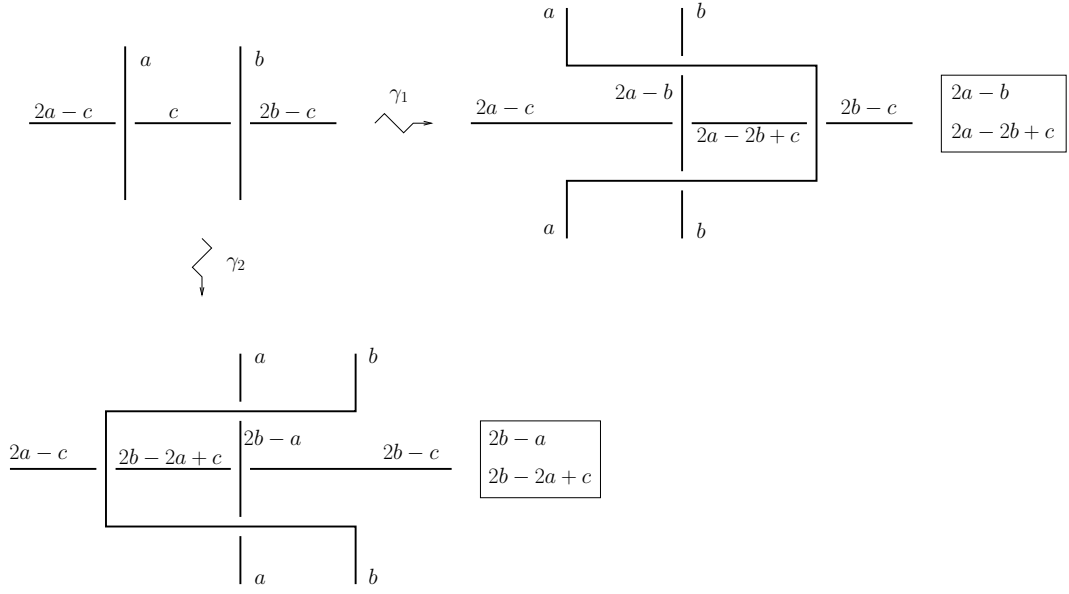 a
b
2a − c
c
2b − c
γ₁
a
b
2a − c
2a − b
2a − 2b + c
2b − c
a
b
2a − b
2a − 2b + c
γ₂
a
b
2a − c
2b − 2a + c
2b − a
2b − c
a
b
2b − a
2b − 2a + c